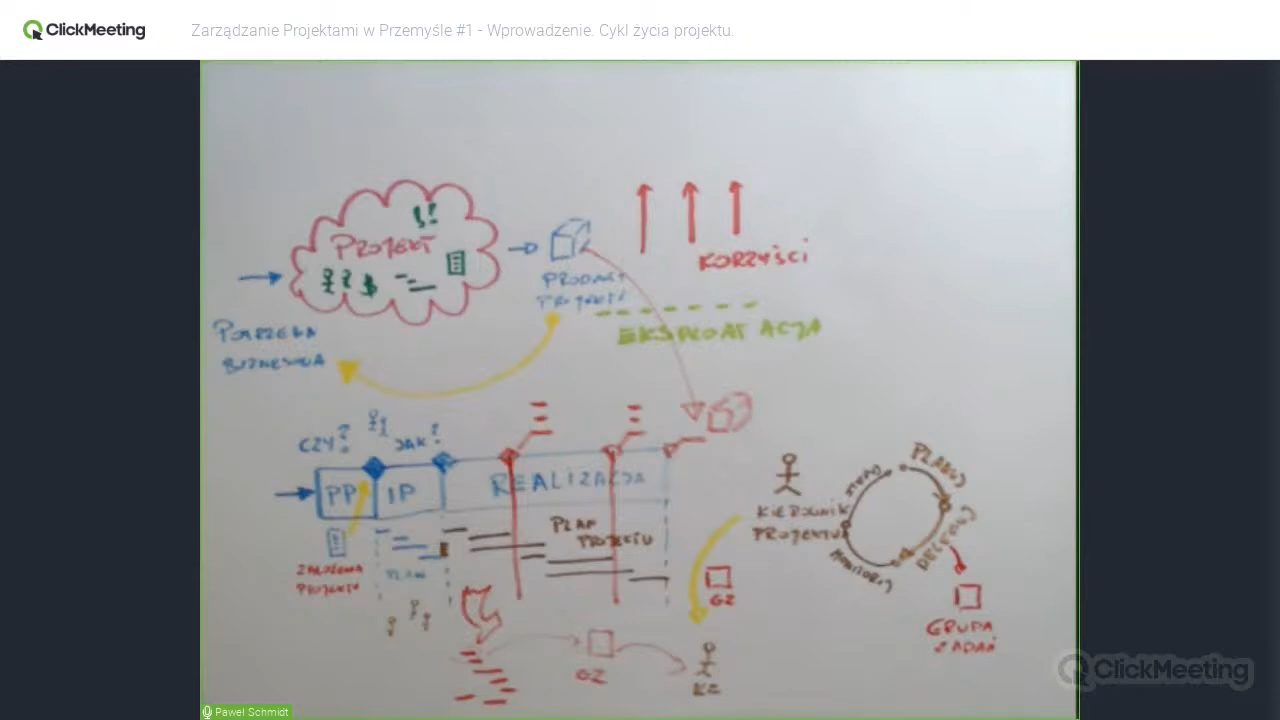 ClickMeeting
Zarządzanie Projektami w Przemyśle #1 - Wprowadzenie. Cykl życia projektu.
PROJEKT
!
$
PRODUKT
PROJEKTU
KORZYŚCI
EKSPLOATACJA
POTRZEBA
BIZNESOWA
CZY?
JAK?
PP
IP
REALIZACJA
ZAŁOŻENIA
PROJEKTU
PLAN
PLAN
PROJEKTU
KIEROWNIK
PROJEKTU
PLANUJ
DELEGUJ
MONITORUJ
GZ
GRUPA
ZADAŃ
GZ
KZ
ClickMeeting
Paweł Schmidt